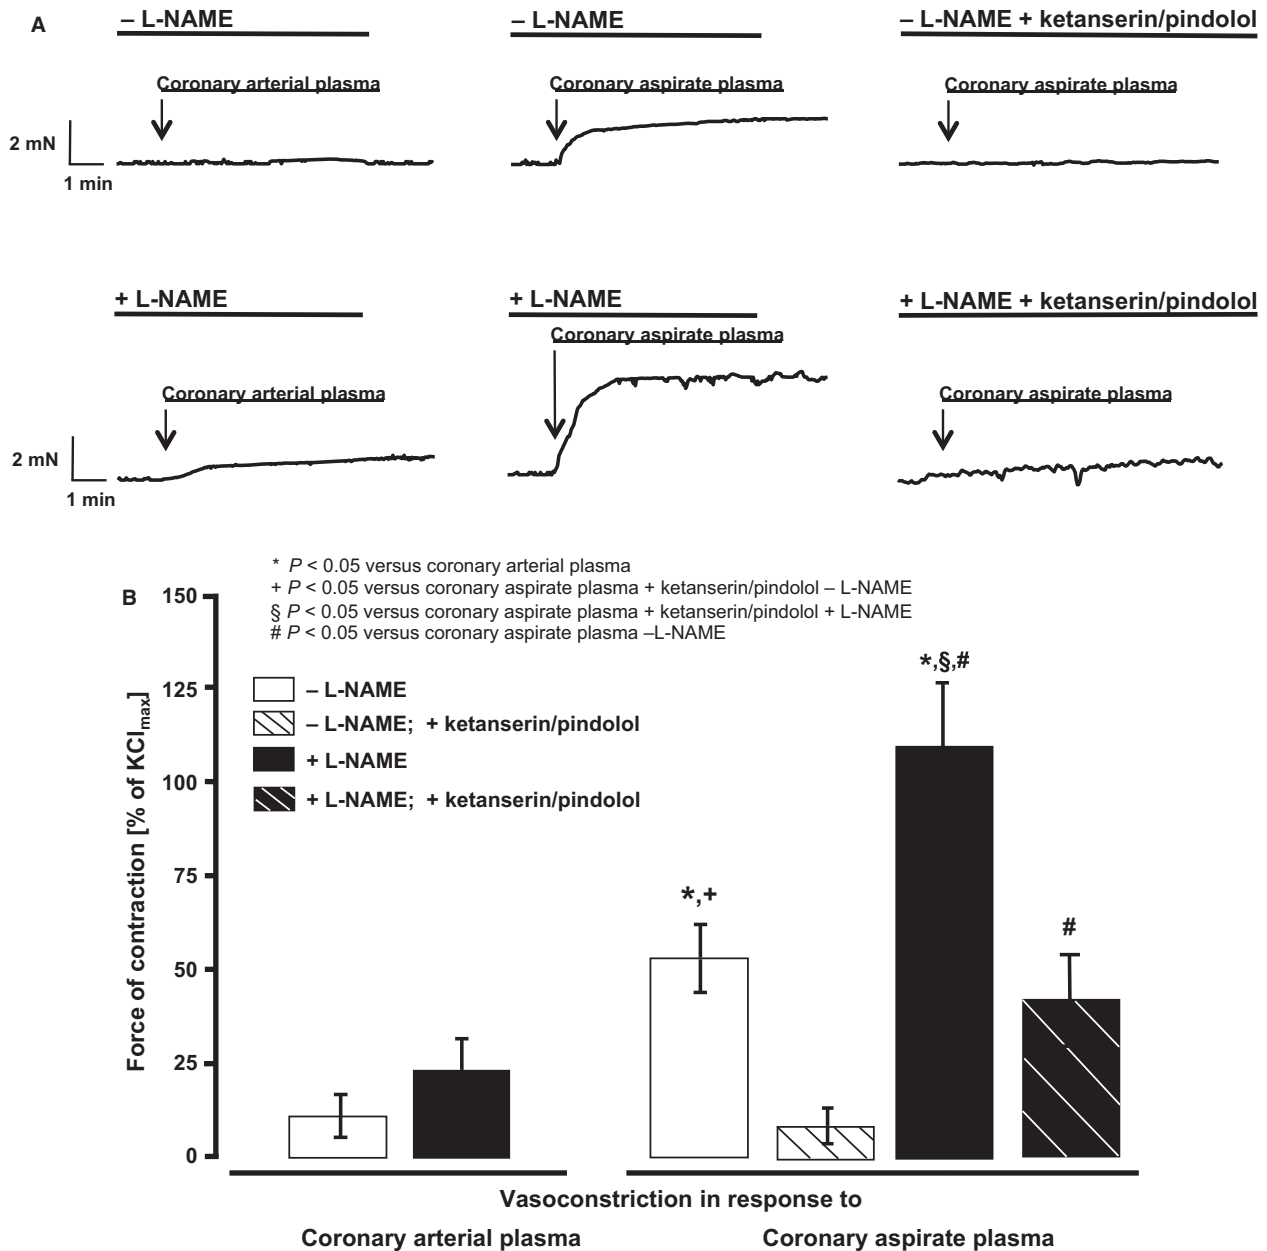 A
– L-NAME
– L-NAME
– L-NAME + ketanserin/pindolol
Coronary arterial plasma
Coronary aspirate plasma
Coronary aspirate plasma
2 mN
1 min
+ L-NAME
+ L-NAME
+ L-NAME + ketanserin/pindolol
Coronary aspirate plasma
Coronary arterial plasma
Coronary aspirate plasma
2 mN
1 min
* P < 0.05 versus coronary arterial plasma
+ P < 0.05 versus coronary aspirate plasma + ketanserin/pindolol – L-NAME
§ P < 0.05 versus coronary aspirate plasma + ketanserin/pindolol + L-NAME
# P < 0.05 versus coronary aspirate plasma –L-NAME
B
150
125
100
75
50
25
0
Force of contraction [% of KClmax]
– L-NAME
– L-NAME; + ketanserin/pindolol
+ L-NAME
+ L-NAME; + ketanserin/pindolol
*,+
*,§,#
#
Vasoconstriction in response to
Coronary arterial plasma
Coronary aspirate plasma